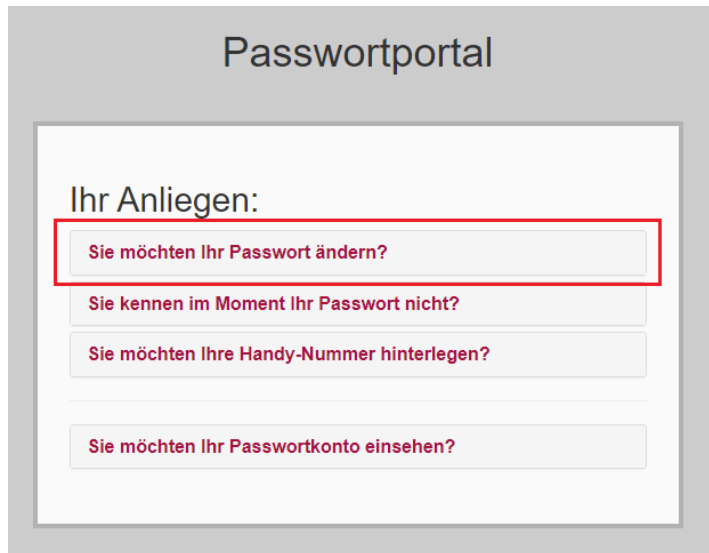 Passwortportal
Ihr Anliegen:
Sie möchten Ihr Passwort ändern?
Sie kennen im Moment Ihr Passwort nicht?
Sie möchten Ihre Handy-Nummer hinterlegen?
Sie möchten Ihr Passwortkonto einsehen?